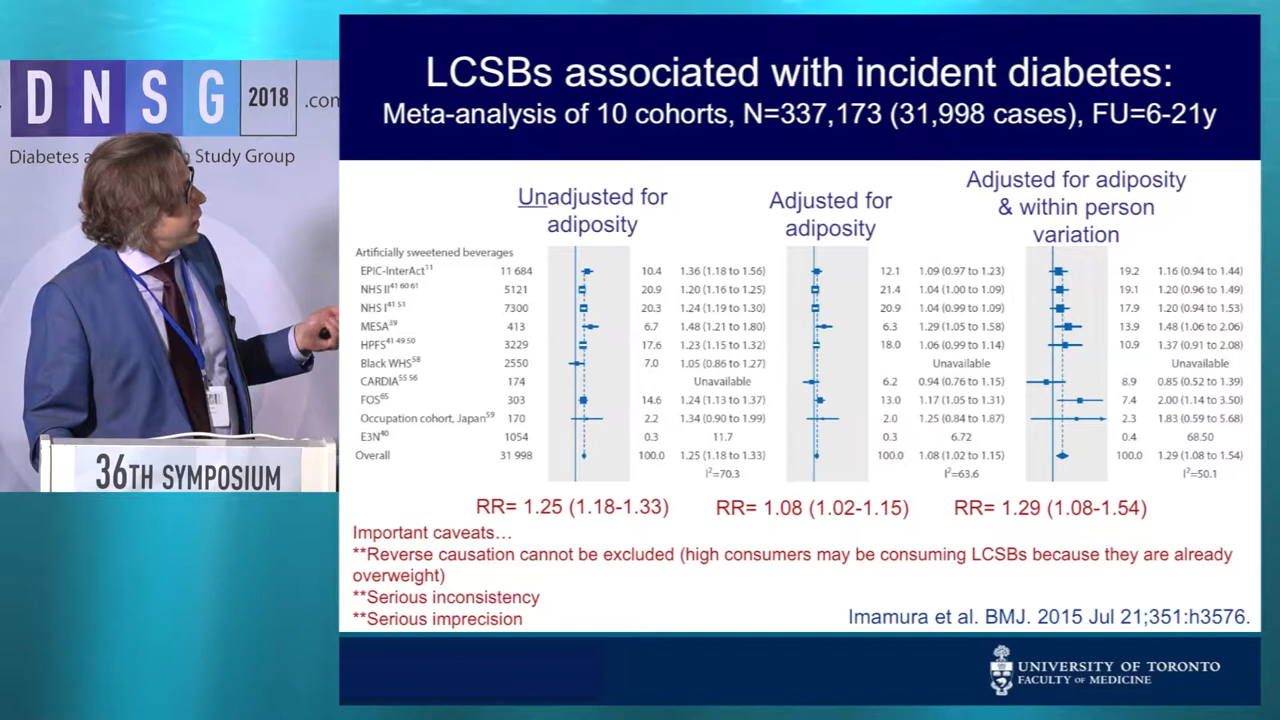 DNSG 2018 .com
Diabetes a Study Group
36TH SYMPOSIUM
LCSBs associated with incident diabetes:
Meta-analysis of 10 cohorts, N=337,173 (31,998 cases), FU=6-21y
Unadjusted for
adiposity
Adjusted for
adiposity
Adjusted for adiposity
& within person
variation
Artificially sweetened beverages
EPIC-InterAct11 11 684 10.4 1.36 (1.18 to 1.56) 12.1 1.09 (0.97 to 1.23) 19.2 1.16 (0.94 to 1.44)
NHS II41 60 61 5121 20.9 1.20 (1.16 to 1.25) 21.4 1.04 (1.00 to 1.09) 19.1 1.20 (0.96 to 1.49)
NHS I41 51 7300 20.3 1.24 (1.19 to 1.30) 20.9 1.04 (0.99 to 1.09) 17.9 1.20 (0.94 to 1.53)
MESA39 413 6.7 1.48 (1.21 to 1.80) 6.3 1.29 (1.05 to 1.58) 13.9 1.48 (1.06 to 2.06)
HPFS41 49 50 3229 17.6 1.23 (1.15 to 1.32) 18.0 1.06 (0.99 to 1.14) 10.9 1.37 (0.91 to 2.08)
Black WHS58 2550 7.0 1.05 (0.86 to 1.27) Unavailable Unavailable
CARDIA55 56 174 Unavailable 6.2 0.94 (0.76 to 1.15) 8.9 0.85 (0.52 to 1.39)
FOS65 303 14.6 1.24 (1.13 to 1.37) 13.0 1.17 (1.05 to 1.31) 7.4 2.00 (1.14 to 3.50)
Occupation cohort, Japan59 170 2.2 1.34 (0.90 to 1.99) 2.0 1.25 (0.84 to 1.87) 2.3 1.83 (0.59 to 5.68)
E3N40 1054 0.3 11.7 0.3 6.72 0.4 68.50
Overall 31 998 100.0 1.25 (1.18 to 1.33) 100.0 1.08 (1.02 to 1.15) 100.0 1.29 (1.08 to 1.54)
I²=70.3 I²=63.6 I²=50.1
RR= 1.25 (1.18-1.33) RR= 1.08 (1.02-1.15) RR= 1.29 (1.08-1.54)
Important caveats…
**Reverse causation cannot be excluded (high consumers may be consuming LCSBs because they are already
overweight)
**Serious inconsistency
**Serious imprecision
Imamura et al. BMJ. 2015 Jul 21;351:h3576.
UNIVERSITY OF TORONTO
FACULTY OF MEDICINE